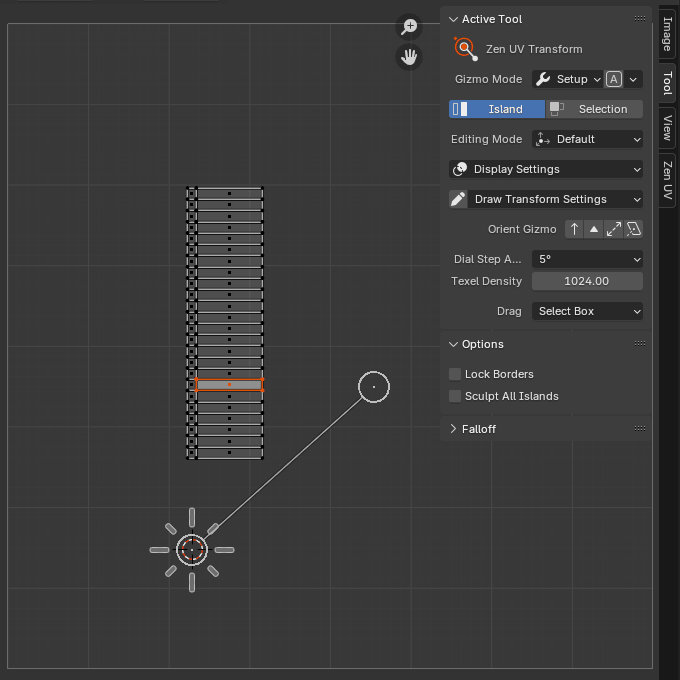 Active Tool
Zen UV Transform
Gizmo Mode
Setup
A
Island
Selection
Editing Mode
Default
Display Settings
Draw Transform Settings
Orient Gizmo
Dial Step A...
5°
Texel Density
1024.00
Drag
Select Box
Options
Lock Borders
Sculpt All Islands
Falloff
Image
Tool
View
Zen UV